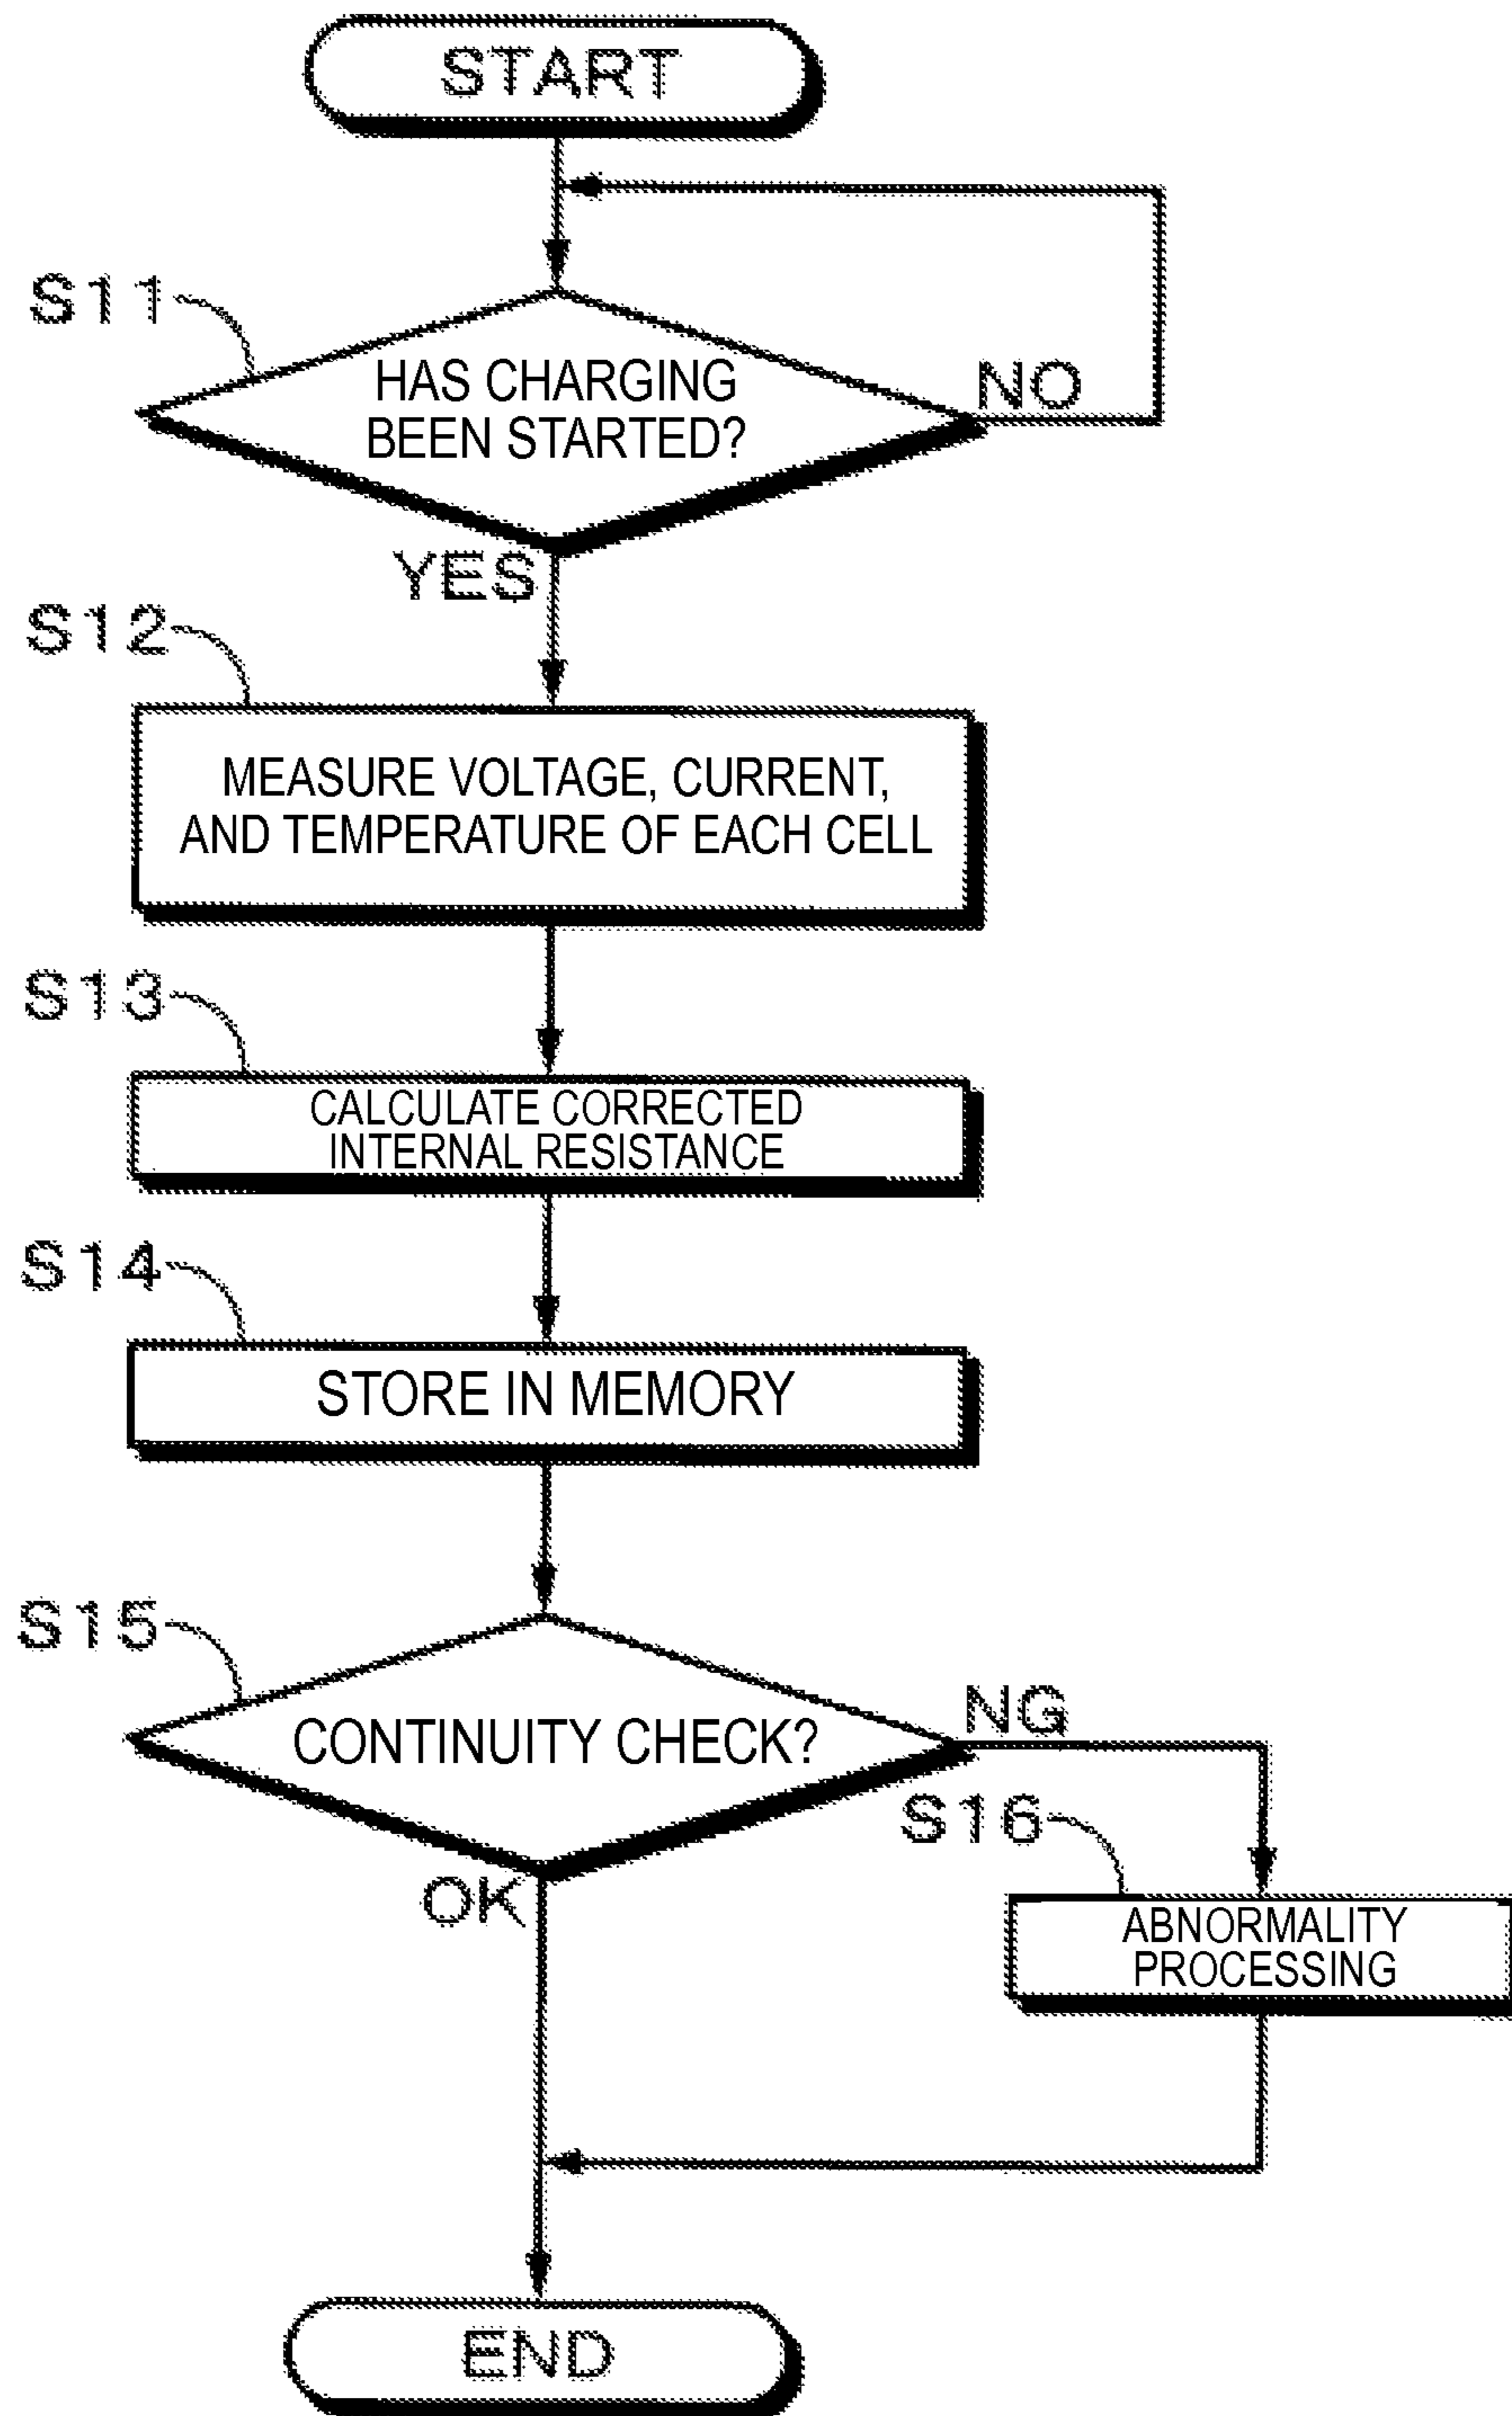 START
S11
HAS CHARGING
BEEN STARTED?
NO
YES
S12
MEASURE VOLTAGE, CURRENT,
AND TEMPERATURE OF EACH CELL
S13
CALCULATE CORRECTED
INTERNAL RESISTANCE
S14
STORE IN MEMORY
S15
CONTINUITY CHECK?
NG
S16
OK
ABNORMALITY
PROCESSING
END